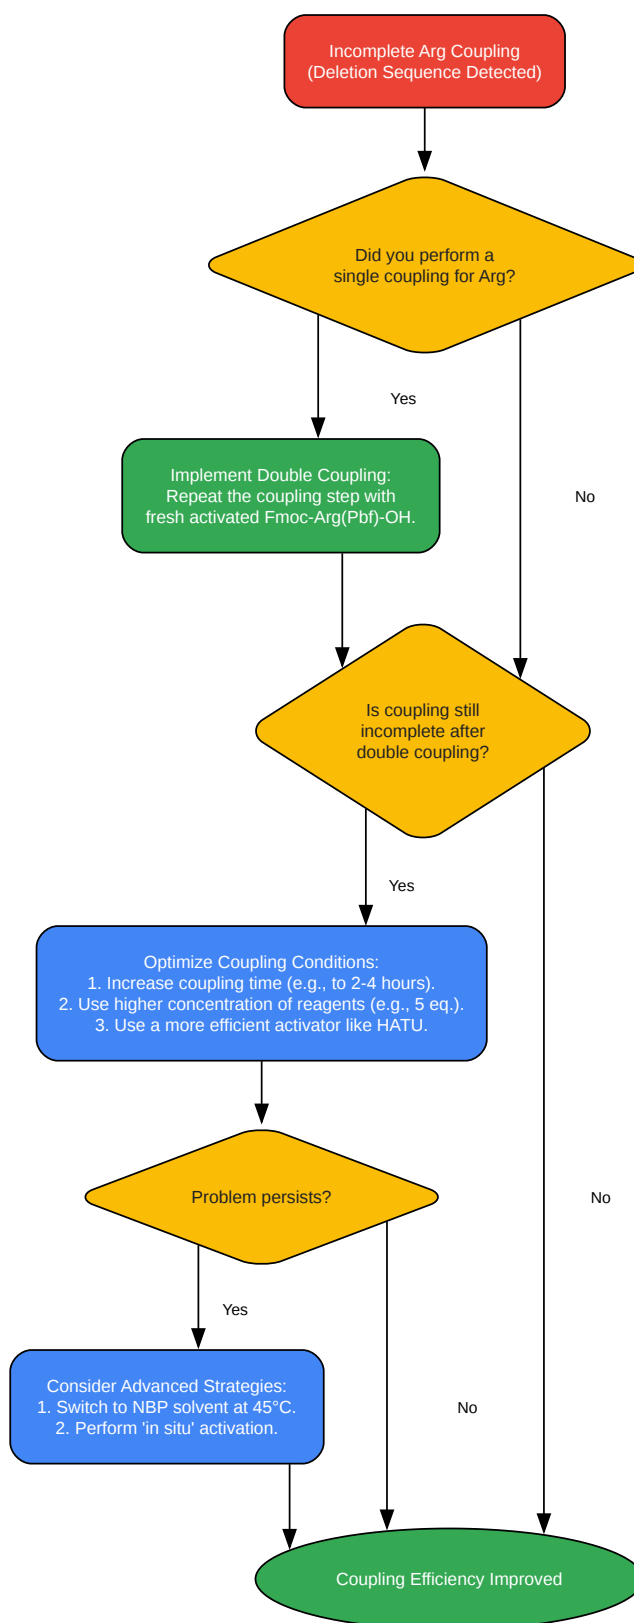 Incomplete Arg Coupling
(Deletion Sequence Detected)
Did you perform a
single coupling for Arg?
Yes
Implement Double Coupling:
Repeat the coupling step with
fresh activated Fmoc-Arg(Pbf)-OH.
No
Is coupling still
incomplete after
double coupling?
Yes
Optimize Coupling Conditions:
1. Increase coupling time (e.g., to 2-4 hours).
2. Use higher concentration of reagents (e.g., 5 eq.).
3. Use a more efficient activator like HATU.
Problem persists?
No
Yes
Consider Advanced Strategies:
1. Switch to NBP solvent at 45°C.
2. Perform 'in situ' activation.
No
Coupling Efficiency Improved